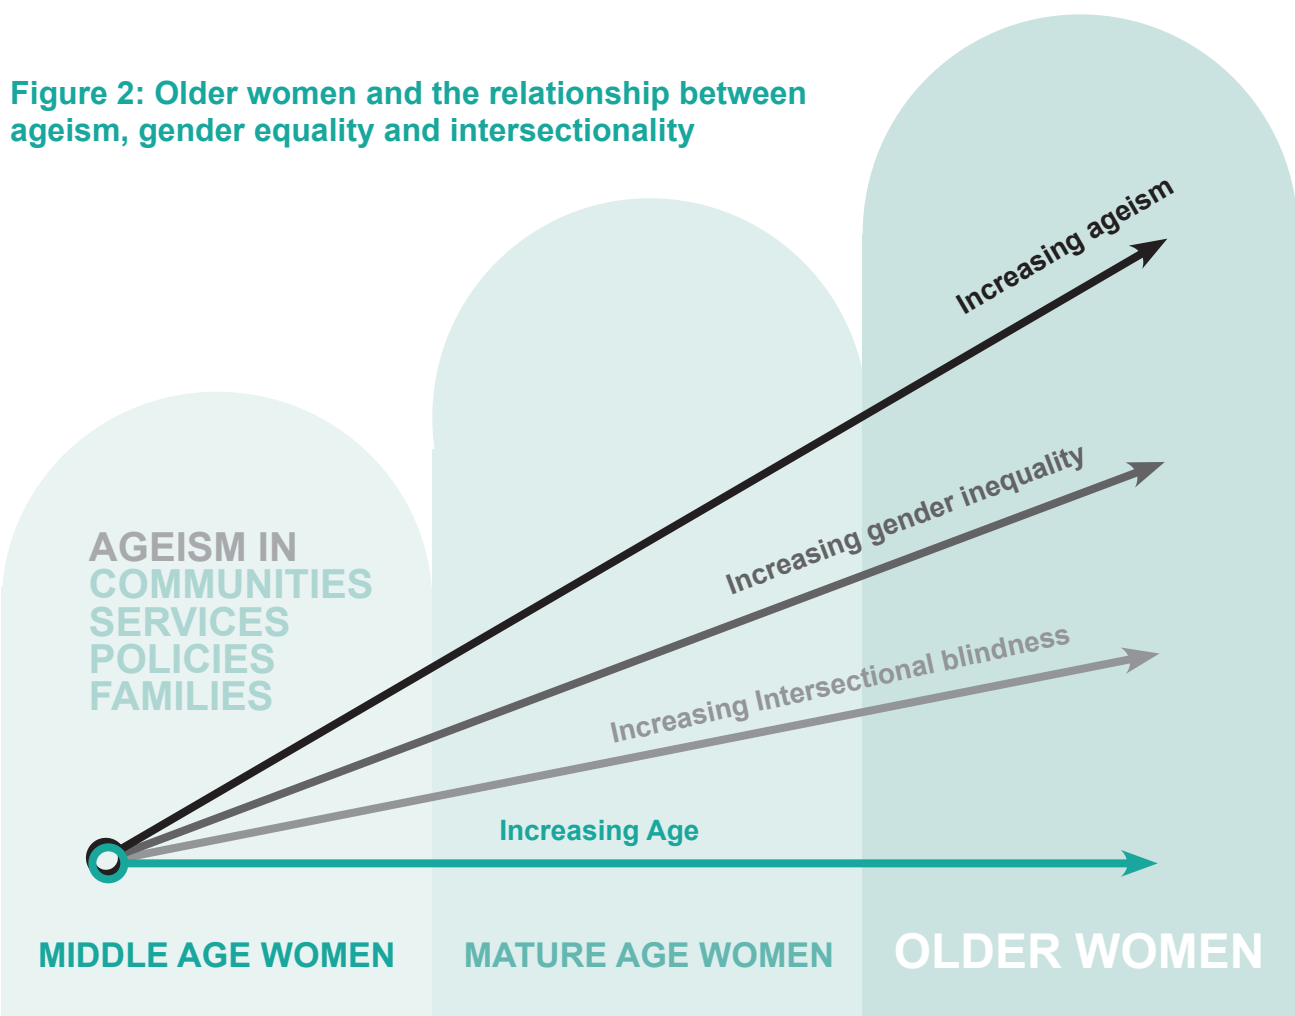 Figure 2: Older women and the relationship between
ageism, gender equality and intersectionality
Increasing ageism
Increasing gender inequality
AGEISM IN
COMMUNITIES
SERVICES
POLICIES
FAMILIES
Increasing Intersectional blindness
Increasing Age
MIDDLE AGE WOMEN
MATURE AGE WOMEN
OLDER WOMEN